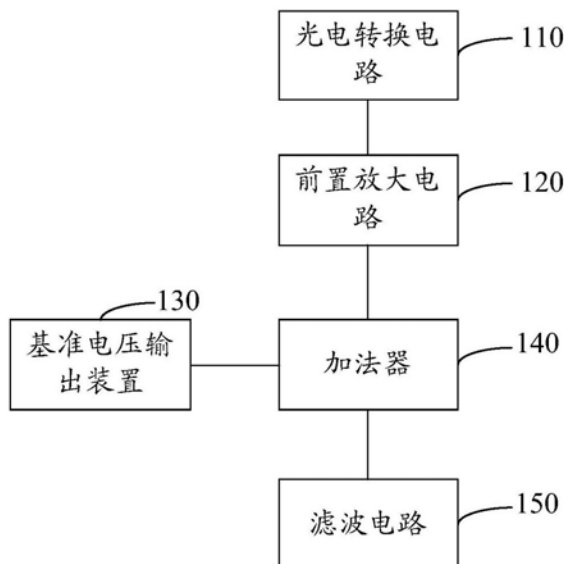 光电转换电
路
110
前置放大电
路
120
130
基准电压输
出装置
加法器
140
滤波电路
150